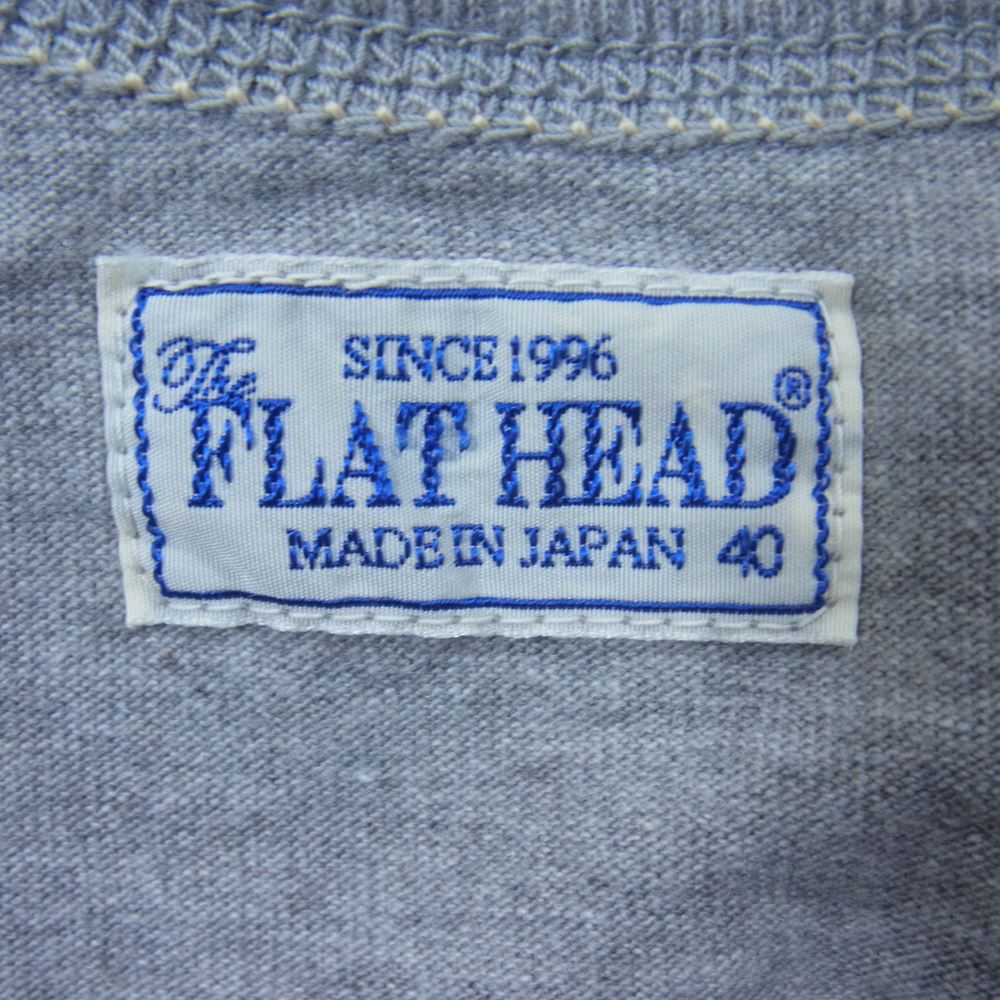 SINCE 1996
The
FLAT HEAD®
MADE IN JAPAN 40